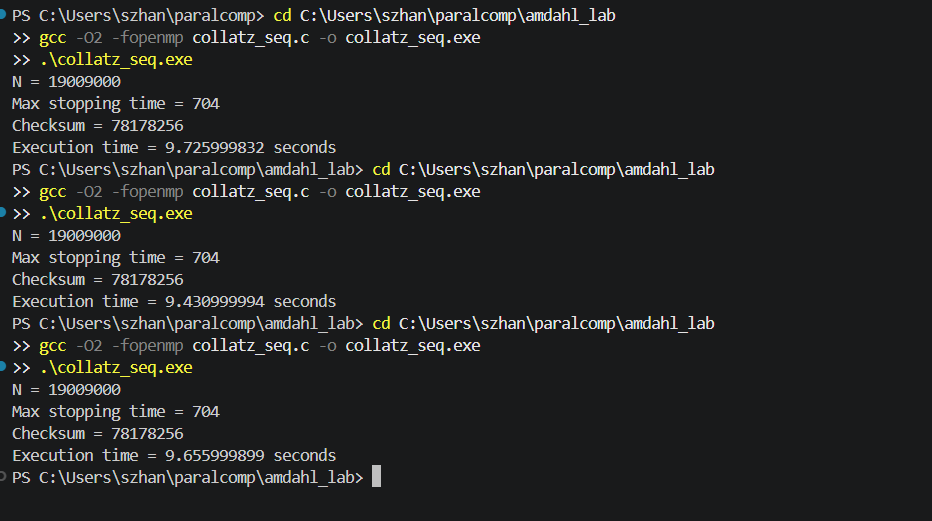 PS C:\Users\szhan\paralcomp> cd C:\Users\szhan\paralcomp\amdahl_lab
>> gcc -O2 -fopenmp collatz_seq.c -o collatz_seq.exe
>> .\collatz_seq.exe
N = 19009000
Max stopping time = 704
Checksum = 78178256
Execution time = 9.725999832 seconds
PS C:\Users\szhan\paralcomp\amdahl_lab> cd C:\Users\szhan\paralcomp\amdahl_lab
>> gcc -O2 -fopenmp collatz_seq.c -o collatz_seq.exe
>> .\collatz_seq.exe
N = 19009000
Max stopping time = 704
Checksum = 78178256
Execution time = 9.430999994 seconds
PS C:\Users\szhan\paralcomp\amdahl_lab> cd C:\Users\szhan\paralcomp\amdahl_lab
>> gcc -O2 -fopenmp collatz_seq.c -o collatz_seq.exe
>> .\collatz_seq.exe
N = 19009000
Max stopping time = 704
Checksum = 78178256
Execution time = 9.655999899 seconds
PS C:\Users\szhan\paralcomp\amdahl_lab>